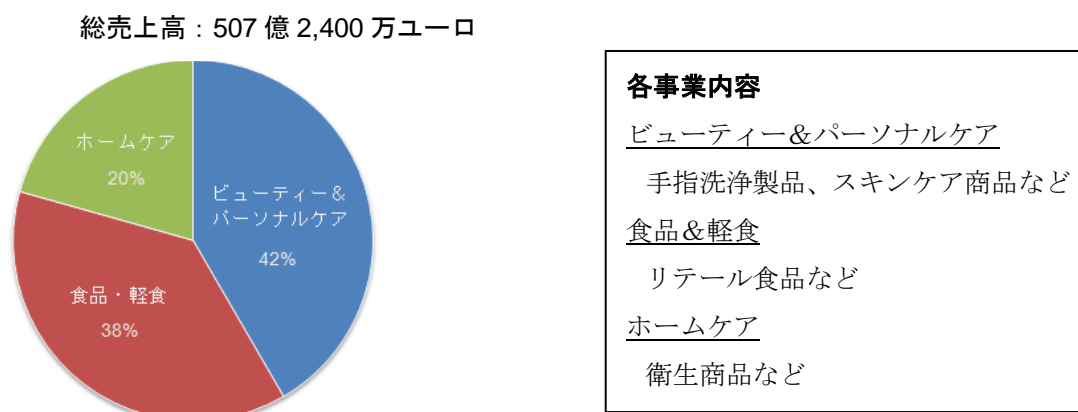 総売上高：507 億 2,400 万ユーロ
ホームケア
20%
ビューティー＆
パーソナルケア
42%
食品・軽食
38%
各事業内容
ビューティー＆パーソナルケア
手指洗浄製品、スキンケア商品など
食品＆軽食
リテール食品など
ホームケア
衛生商品など